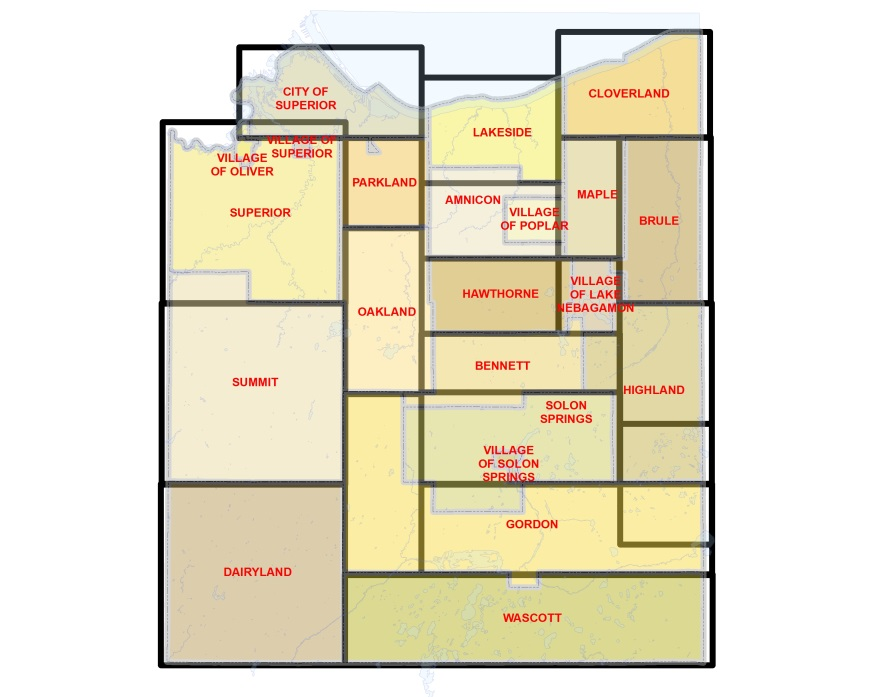 CITY OF
SUPERIOR
CLOVERLAND
LAKESIDE
VILLAGE OF
SUPERIOR
VILLAGE
OF OLIVER
PARKLAND
AMNICON
MAPLE
VILLAGE
OF POPLAR
SUPERIOR
BRULE
HAWTHORNE
VILLAGE
OF LAKE
NEBAGAMON
OAKLAND
BENNETT
SUMMIT
HIGHLAND
SOLON
SPRINGS
VILLAGE
OF SOLON
SPRINGS
GORDON
DAIRYLAND
WASCOTT